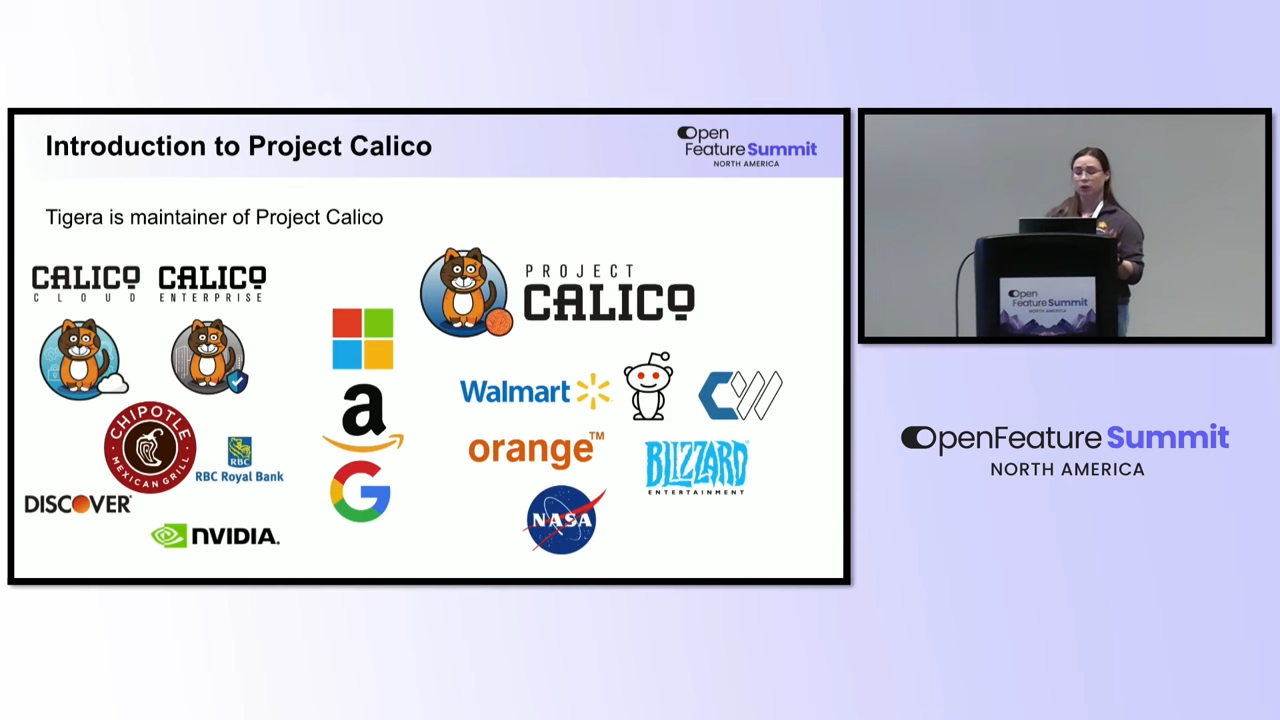 Introduction to Project Calico
Open
Feature Summit
NORTH AMERICA
Tigera is maintainer of Project Calico
CALICO
CLOUD
CALICO
ENTERPRISE
PROJECT
CALICO
CHIPOTLE
MEXICAN GRILL
RBC
RBC Royal Bank
DISCOVER
NVIDIA.
a
G
Walmart
orange™
CW
BLIZZARD
ENTERTAINMENT
NASA
Open
Feature Summit
NORTH AMERICA
OpenFeature Summit
NORTH AMERICA